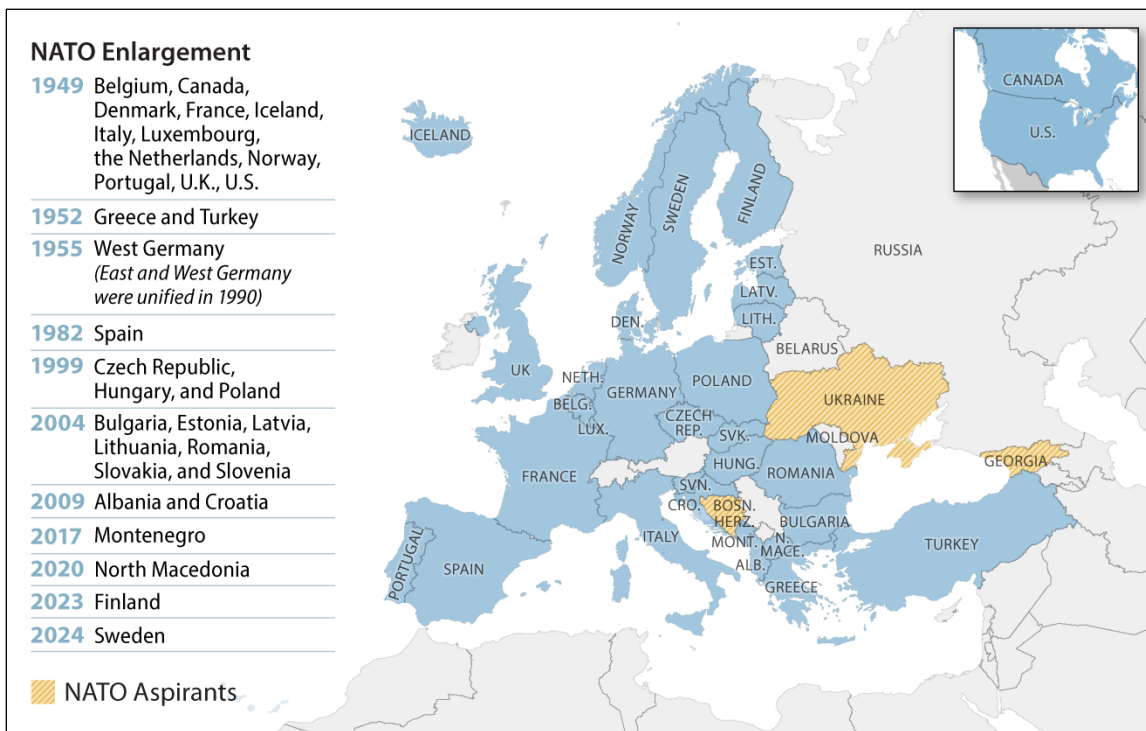 NATO Enlargement
1949 Belgium, Canada,
Denmark, France, Iceland,
Italy, Luxembourg,
the Netherlands, Norway,
Portugal, U.K., U.S.
1952 Greece and Turkey
1955 West Germany
(East and West Germany
were unified in 1990)
1982 Spain
1999 Czech Republic,
Hungary, and Poland
2004 Bulgaria, Estonia, Latvia,
Lithuania, Romania,
Slovakia, and Slovenia
2009 Albania and Croatia
2017 Montenegro
2020 North Macedonia
2023 Finland
2024 Sweden
NATO Aspirants
CANADA
U.S.
ICELAND
NORWAY
SWEDEN
FINLAND
RUSSIA
EST.
LATV.
LITH.
DEN.
BELARUS
UK
NETH.
BELG.
LUX.
GERMANY
POLAND
UKRAINE
CZECH
REP.
SVK.
MOLDOVA
FRANCE
HUNG.
ROMANIA
GEORGIA
SVN.
CRO.
BOSN.
HERZ.
BULGARIA
ITALY
MONT.
N.
MACE.
ALB.
GREECE
TURKEY
PORTUGAL
SPAIN